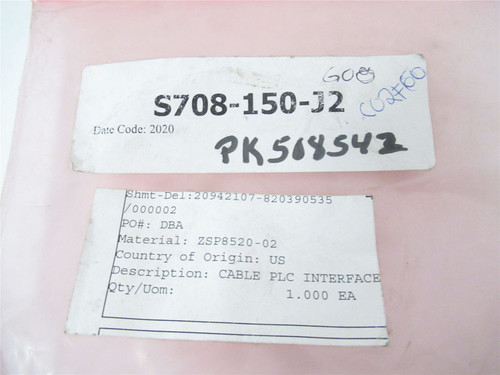 G08
S708-150-J2
Date Code: 2020
PK518542
Shmt-Del:20942107-820390535
/000002
PO#: DBA
Material: ZSP8520-02
Country of Origin: US
Description: CABLE PLC INTERFACE
Qty/Uom: 1.000 EA